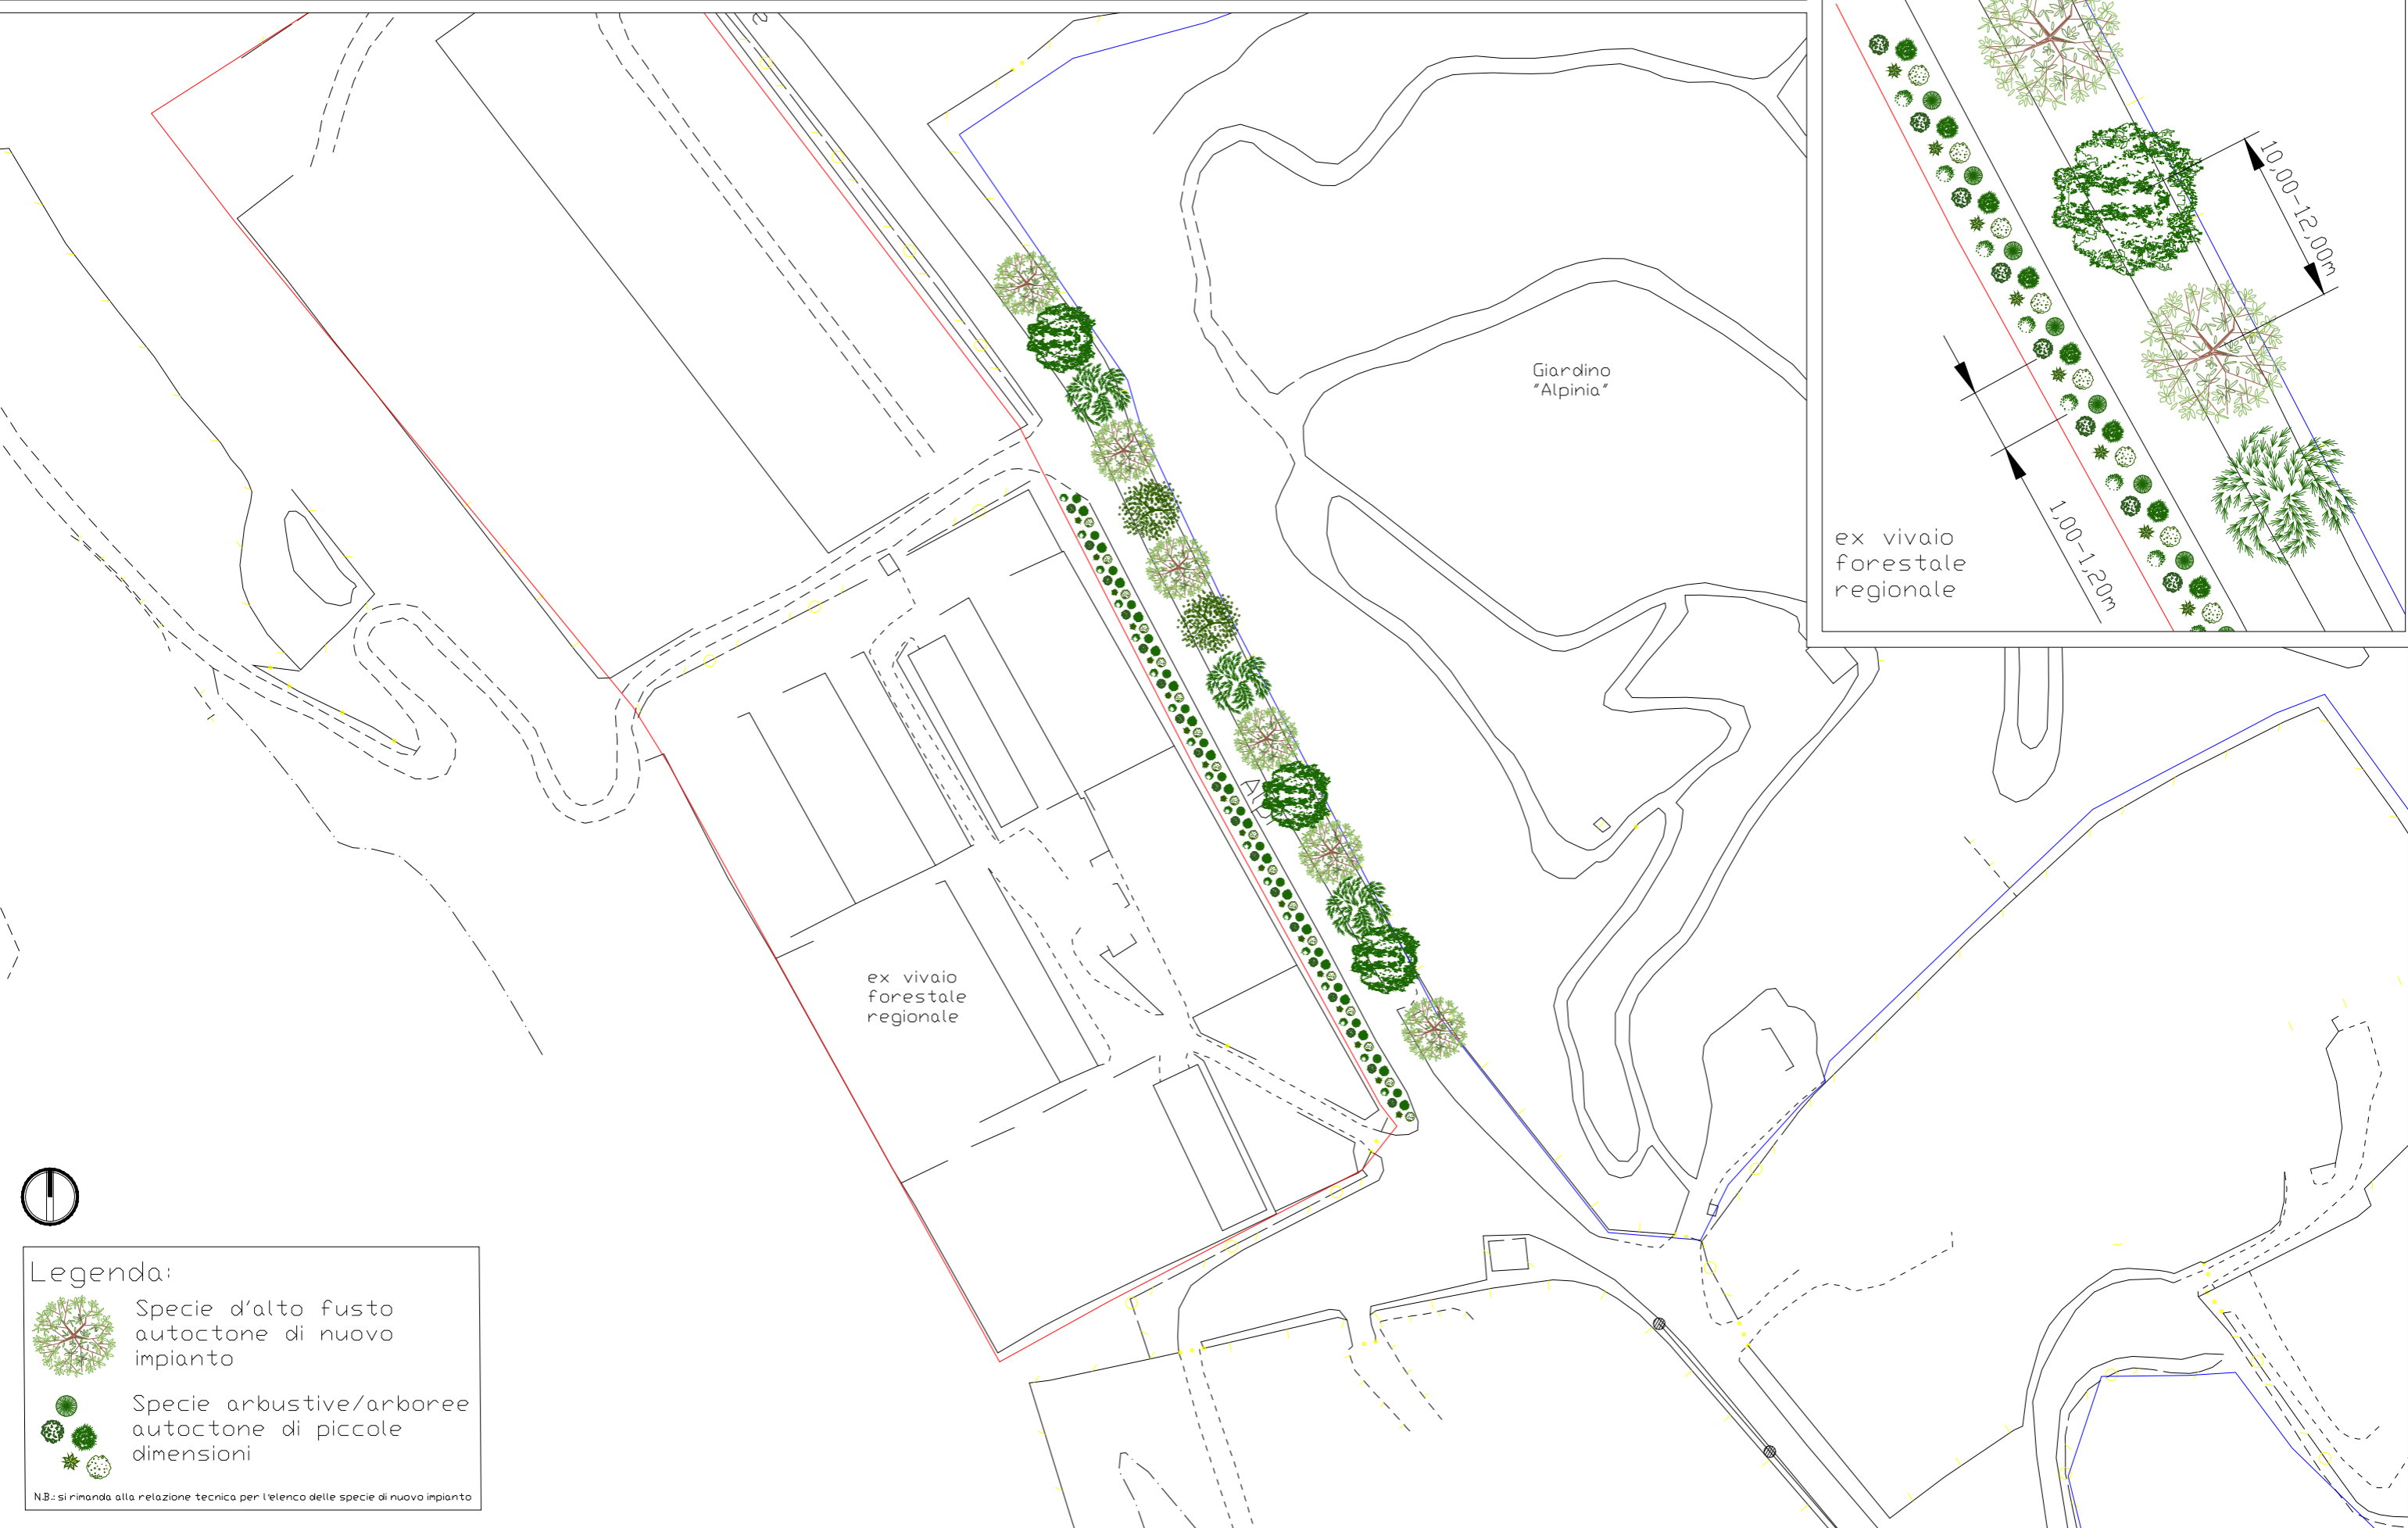 10,00-12,00m
1,00-1,20m
ex vivaio
forestale
regionale
Giardino
"Alpinia"
ex vivaio
forestale
regionale
Legenda:
Specie d'alto fusto
autoctone di nuovo
impianto
Specie arbustive/arboree
autoctone di piccole
dimensioni
N.B.: si rimanda alla relazione tecnica per l'elenco delle specie di nuovo impianto